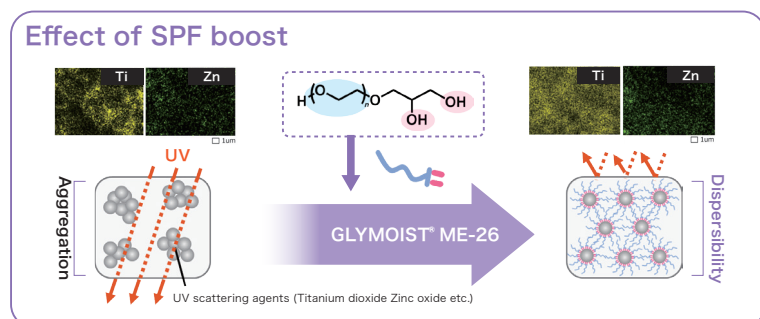 Effect of SPF boost
Ti
Zn
1um
H
O
n
O
OH
OH
Ti
Zn
1um
UV
Aggregation
GLYMOIST® ME-26
Dispersibility
UV scattering agents (Titanium dioxide Zinc oxide etc.)